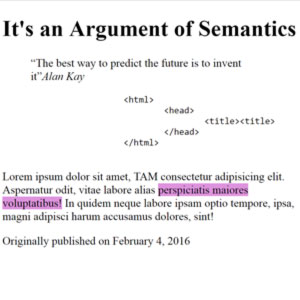 It's an Argument of Semantics
“The best way to predict the future is to invent
it”Alan Kay
<html>
<head>
<title><title>
</head>
</html>
Lorem ipsum dolor sit amet, TAM consectetur adipisicing elit.
Aspernatur odit, vitae labore alias perspiciatis maiores
voluptatibus! In quidem neque labore ipsam optio tempore, ipsa,
magni adipisci harum accusamus dolores, sint!
Originally published on February 4, 2016